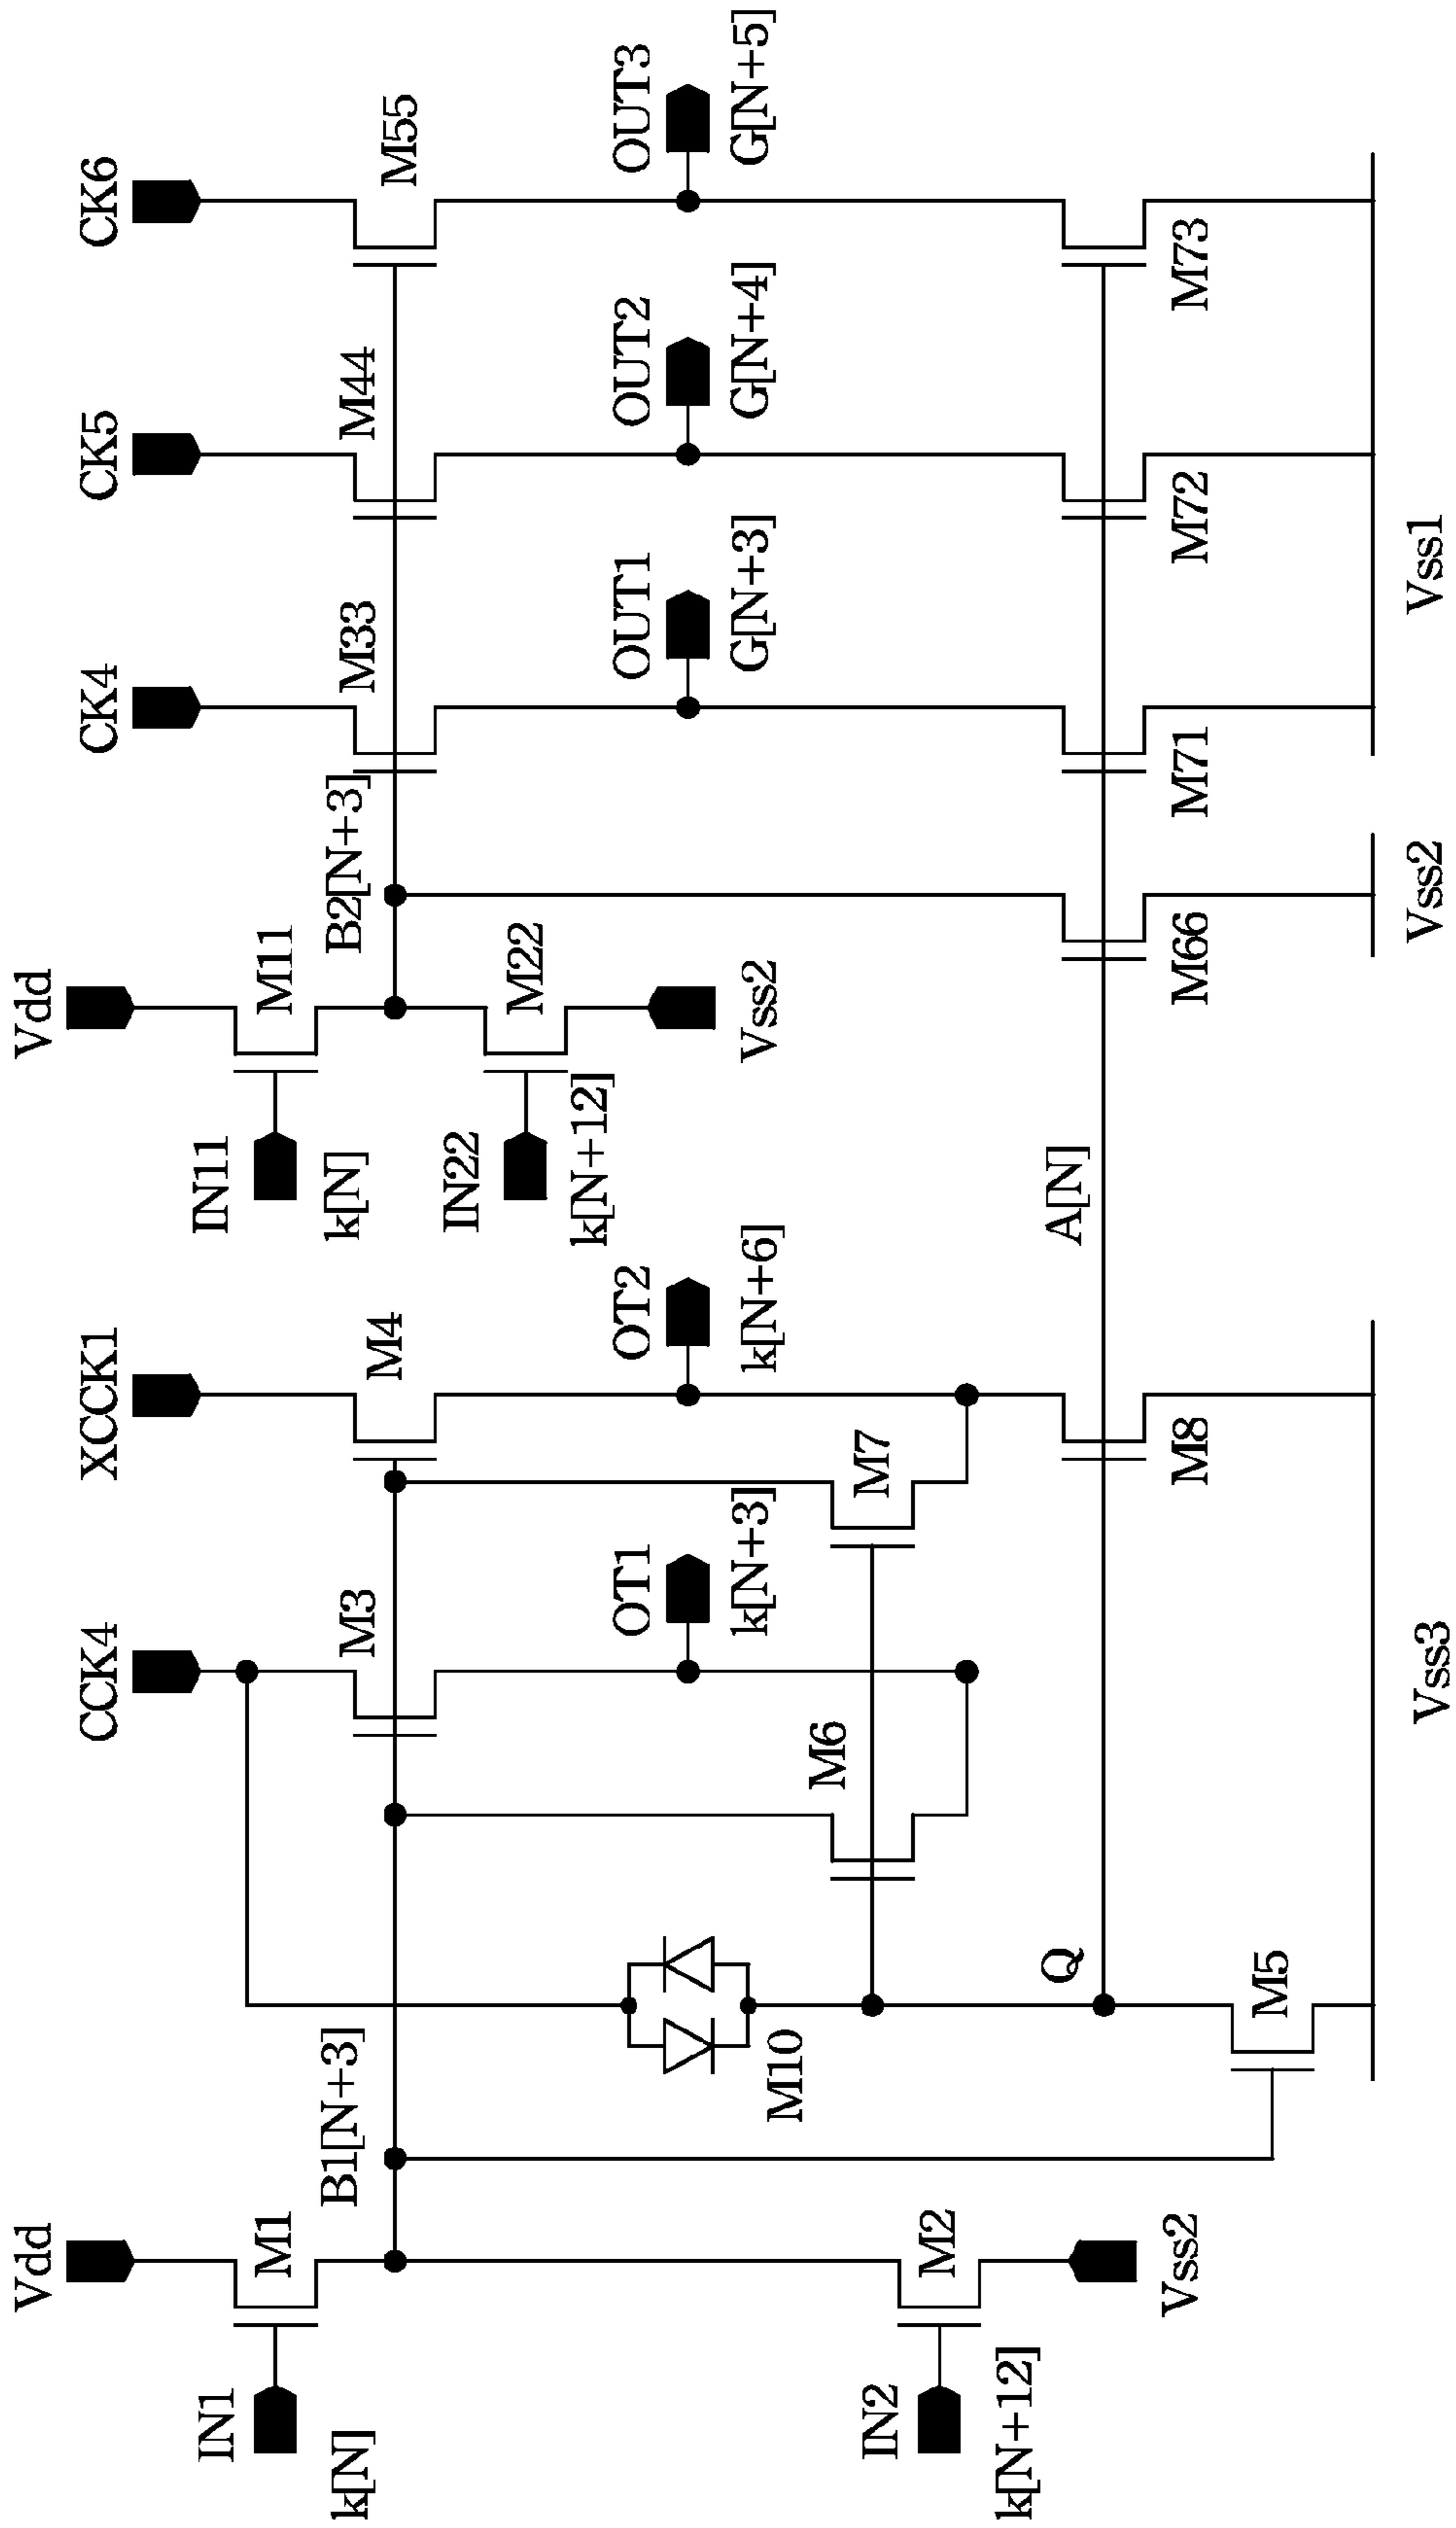 Vdd
IN1
k[N]
M1
B1[N+3]
IN2
k[N+12]
M2
Vss2
CCK4
M3
OT1
k[N+3]
M10
M6
Q
M5
Vss3
XCCK1
M4
OT2
k[N+6]
M7
M8
A[N]
Vdd
IN11
k[N]
M11
B2[N+3]
IN22
k[N+12]
M22
Vss2
M66
Vss2
CK4
M33
OUT1
G[N+3]
M71
CK5
M44
OUT2
G[N+4]
M72
CK6
M55
OUT3
G[N+5]
M73
Vss1